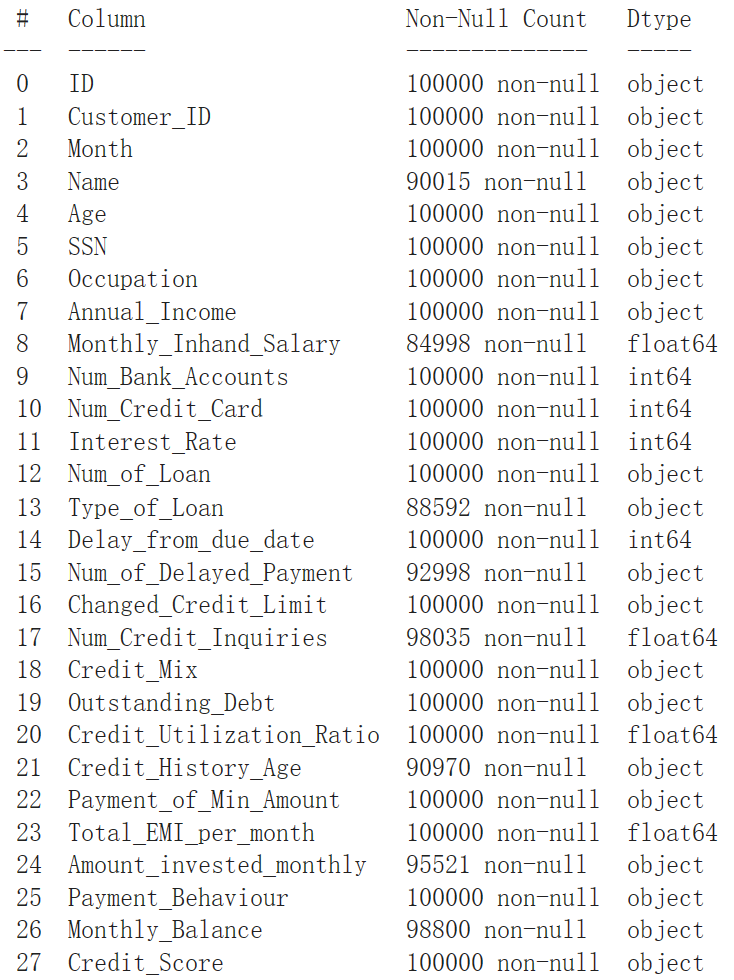 #   Column                    Non-Null Count   Dtype
---  ------                    --------------   -----
0   ID                        100000 non-null  object
1   Customer_ID               100000 non-null  object
2   Month                     100000 non-null  object
3   Name                      90015 non-null   object
4   Age                       100000 non-null  object
5   SSN                       100000 non-null  object
6   Occupation                100000 non-null  object
7   Annual_Income             100000 non-null  object
8   Monthly_Inhand_Salary     84998 non-null   float64
9   Num_Bank_Accounts         100000 non-null  int64
10  Num_Credit_Card           100000 non-null  int64
11  Interest_Rate             100000 non-null  int64
12  Num_of_Loan               100000 non-null  object
13  Type_of_Loan              88592 non-null   object
14  Delay_from_due_date       100000 non-null  int64
15  Num_of_Delayed_Payment    92998 non-null   object
16  Changed_Credit_Limit      100000 non-null  object
17  Num_Credit_Inquiries      98035 non-null   float64
18  Credit_Mix                100000 non-null  object
19  Outstanding_Debt          100000 non-null  object
20  Credit_Utilization_Ratio  100000 non-null  float64
21  Credit_History_Age        90970 non-null   object
22  Payment_of_Min_Amount     100000 non-null  object
23  Total_EMI_per_month       100000 non-null  float64
24  Amount_invested_monthly   95521 non-null   object
25  Payment_Behaviour         100000 non-null  object
26  Monthly_Balance           98800 non-null   object
27  Credit_Score              100000 non-null  object